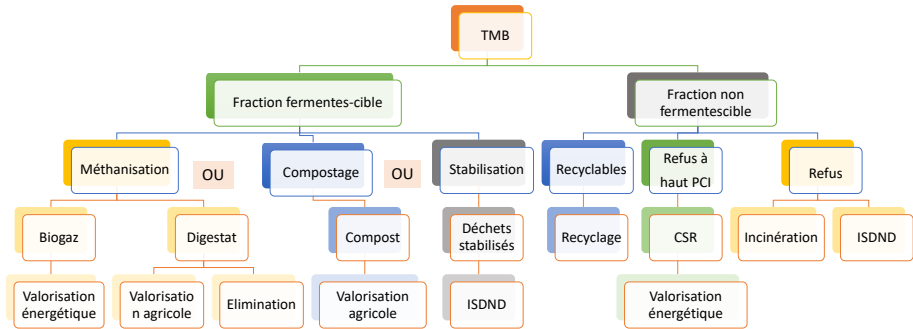 TMB
Fraction fermentes-cible
Fraction non
fermentescible
Méthanisation
OU
Compostage
OU
Stabilisation
Recyclables
Refus à
haut PCI
Refus
Biogaz
Digestat
Compost
Déchets
stabilisés
Recyclage
CSR
Incinération
ISDND
Valorisation
énergétique
Valorisatio
n agricole
Elimination
Valorisation
agricole
ISDND
Valorisation
énergétique